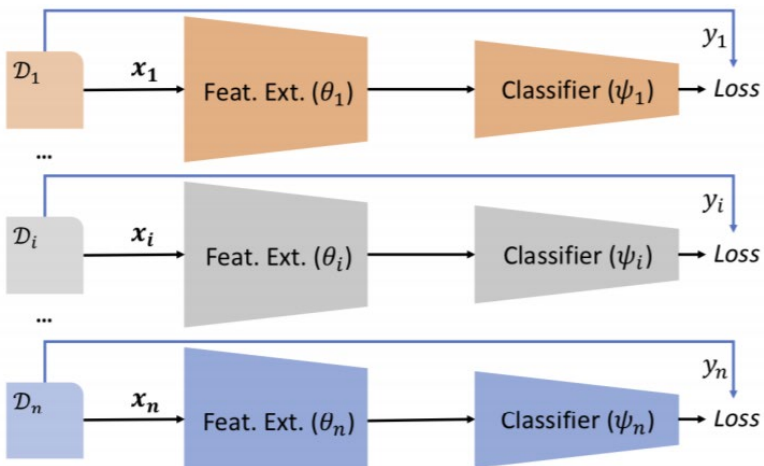 y₁
𝒟₁ x₁ Feat. Ext. (θ₁) Classifier (ψ₁) Loss
...
yᵢ
𝒟ᵢ xᵢ Feat. Ext. (θᵢ) Classifier (ψᵢ) Loss
...
yₙ
𝒟ₙ xₙ Feat. Ext. (θₙ) Classifier (ψₙ) Loss